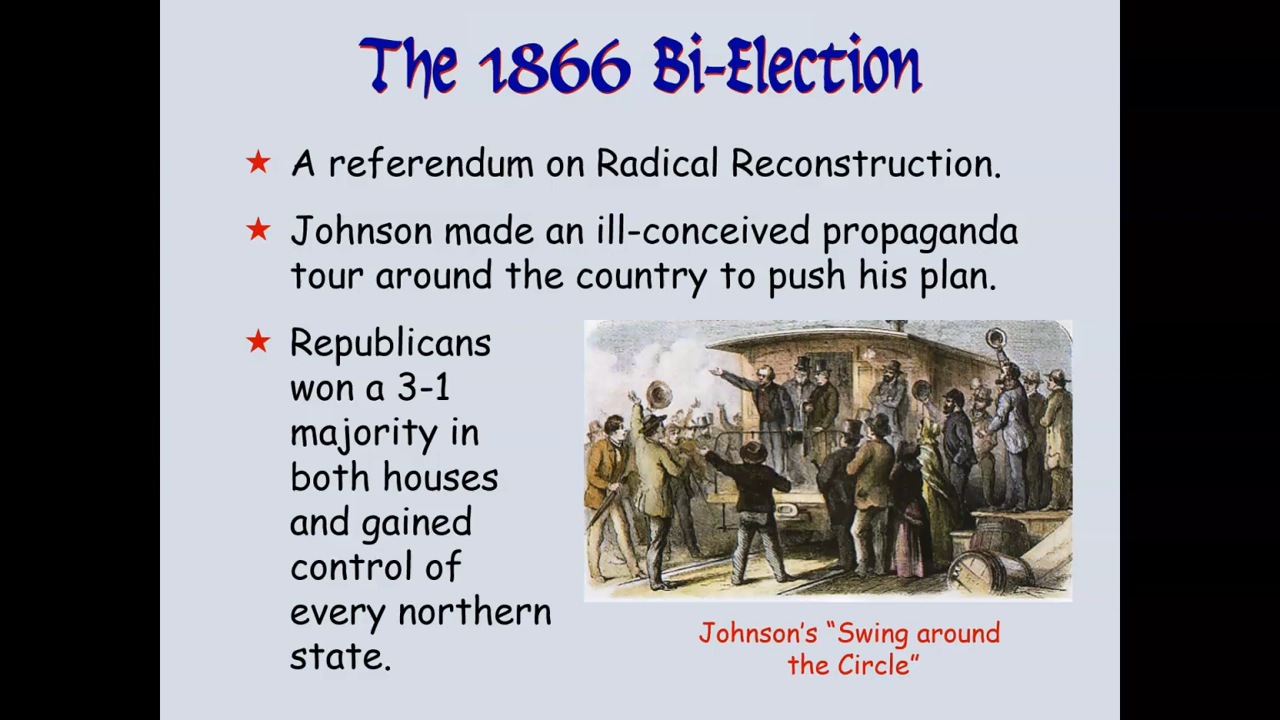 The 1866 Bi-Election
★ A referendum on Radical Reconstruction.
★ Johnson made an ill-conceived propaganda
tour around the country to push his plan.
★ Republicans
won a 3-1
majority in
both houses
and gained
control of
every northern
state.
Johnson's “Swing around
the Circle”